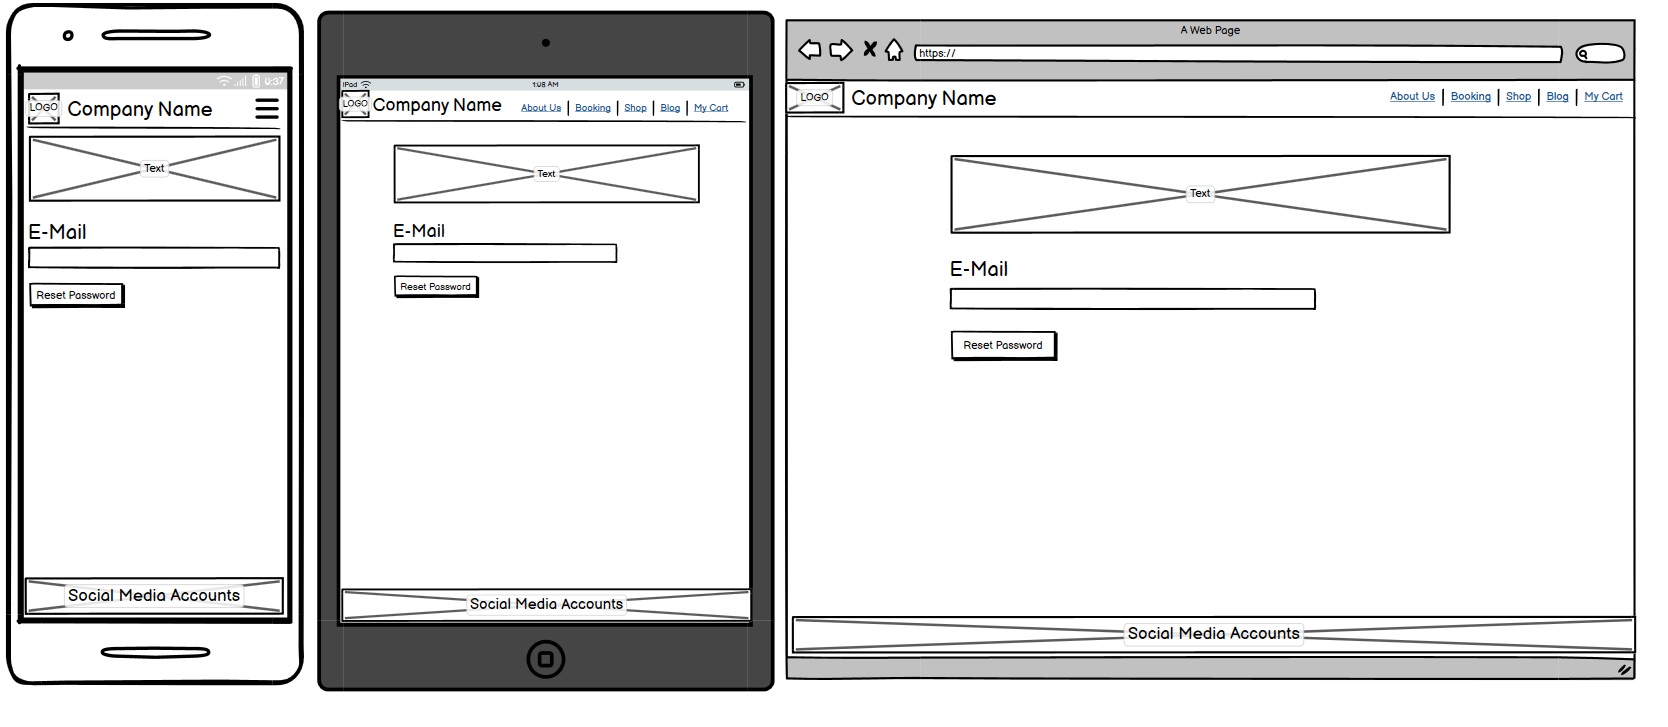 0:37
LOGO
Company Name
Text
E-Mail
Reset Password
Social Media Accounts
iPad
1:08 AM
LOGO
Company Name
About Us | Booking | Shop | Blog | My Cart
Text
E-Mail
Reset Password
Social Media Accounts
A Web Page
https://
LOGO
Company Name
About Us | Booking | Shop | Blog | My Cart
Text
E-Mail
Reset Password
Social Media Accounts